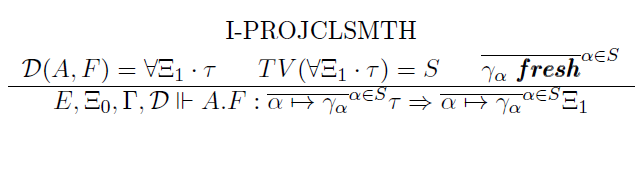 I-PROJCLSMTH
𝒟(A, F) = ∀Ξ₁ · τ   TV(∀Ξ₁ · τ) = S   \overline{γ_α fresh}^{α∈S}
E, Ξ₀, Γ, 𝒟 ⊩ A.F : \overline{α ↦ γ_α}^{α∈S} τ ⇒ \overline{α ↦ γ_α}^{α∈S} Ξ₁